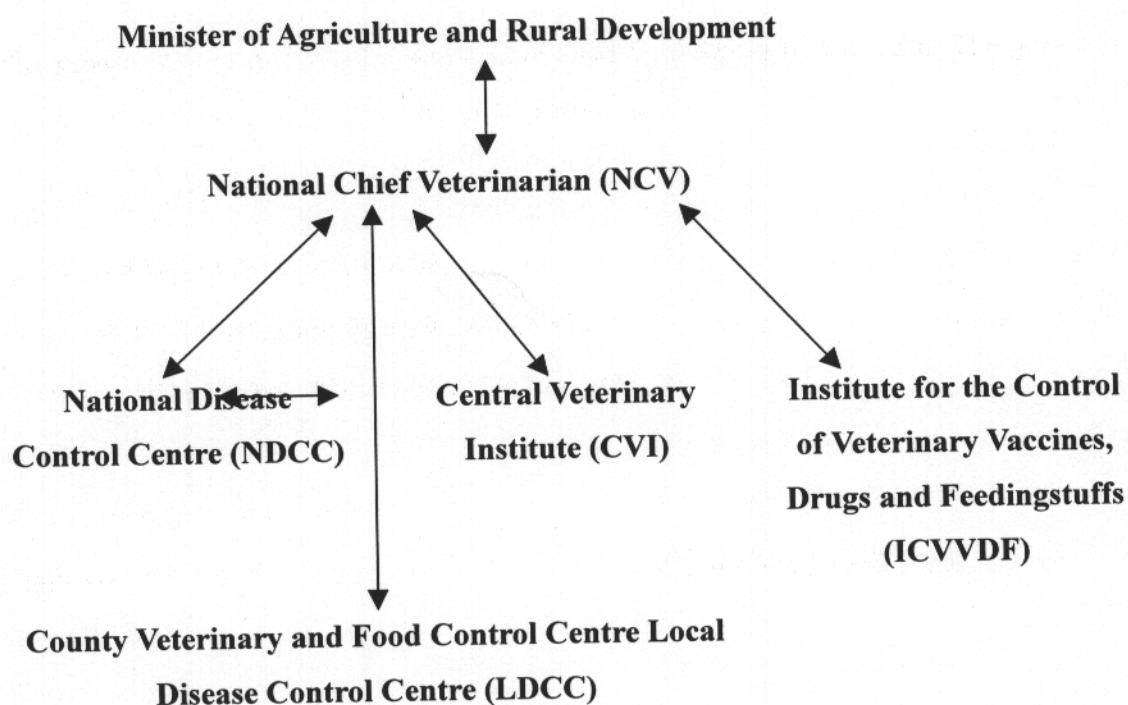 Minister of Agriculture and Rural Development
National Chief Veterinarian (NCV)
National Disease
Control Centre (NDCC)
Central Veterinary
Institute (CVI)
Institute for the Control
of Veterinary Vaccines,
Drugs and Feedingstuffs
(ICVVDF)
County Veterinary and Food Control Centre Local
Disease Control Centre (LDCC)